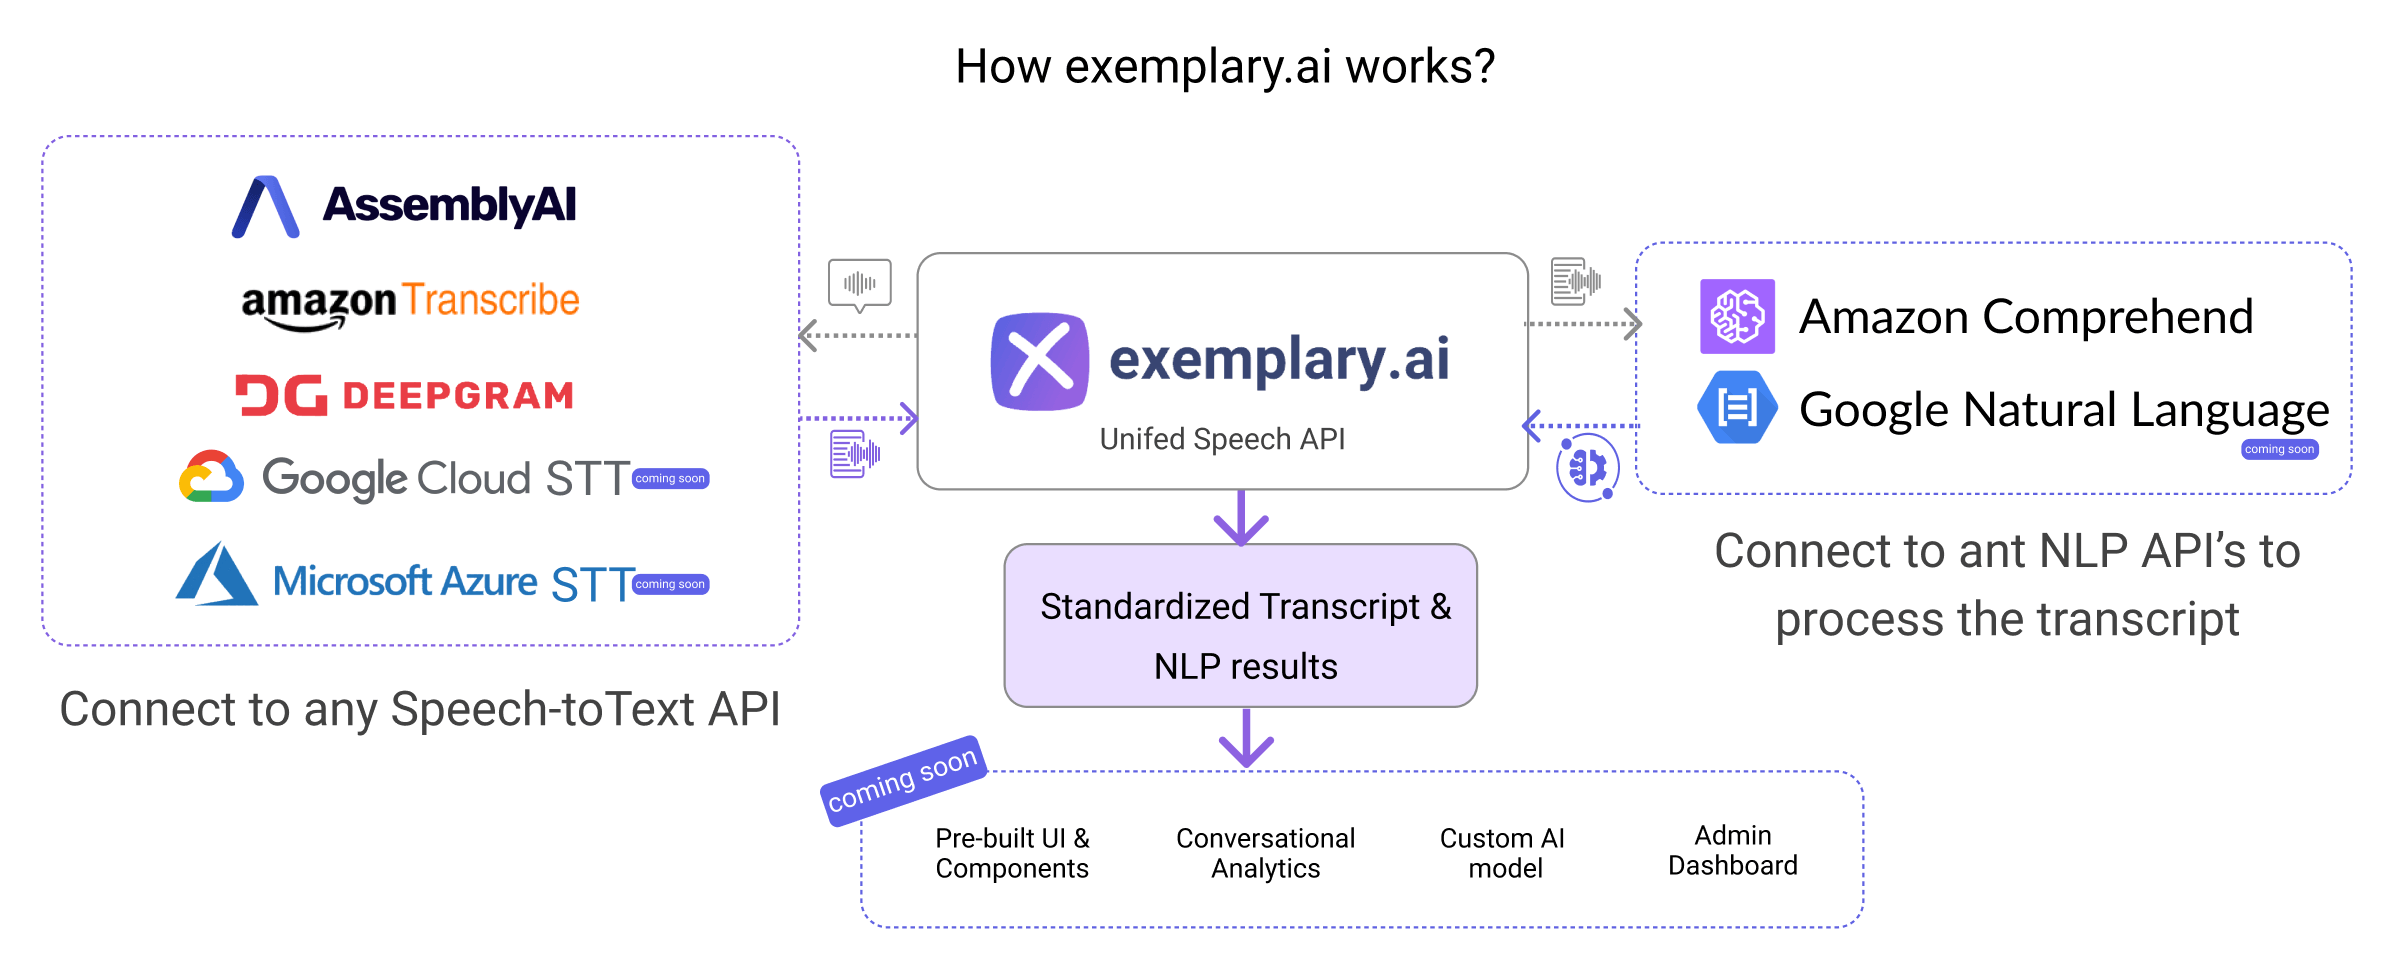 How exemplary.ai works?
AssemblyAI
amazon Transcribe
DG DEEPGRAM
Google Cloud STT coming soon
Microsoft Azure STT coming soon
Connect to any Speech-toText API
exemplary.ai
Unifed Speech API
Amazon Comprehend
Google Natural Language
coming soon
Connect to ant NLP API’s to
process the transcript
Standardized Transcript &
NLP results
coming soon
Pre-built UI &
Components
Conversational
Analytics
Custom AI
model
Admin
Dashboard